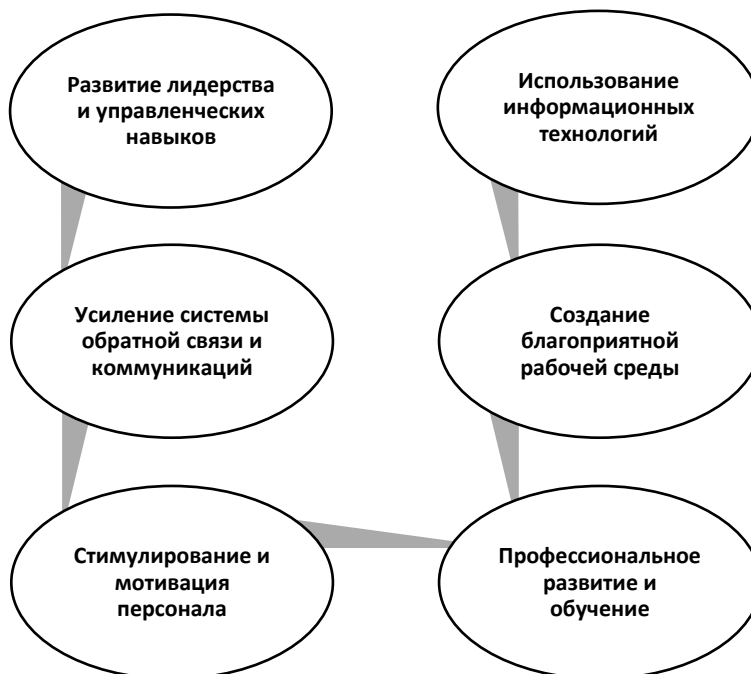 Развитие лидерства
и управленческих
навыков
Усиление системы
обратной связи и
коммуникаций
Стимулирование и
мотивация
персонала
Профессиональное
развитие и
обучение
Создание
благоприятной
рабочей среды
Использование
информационных
технологий